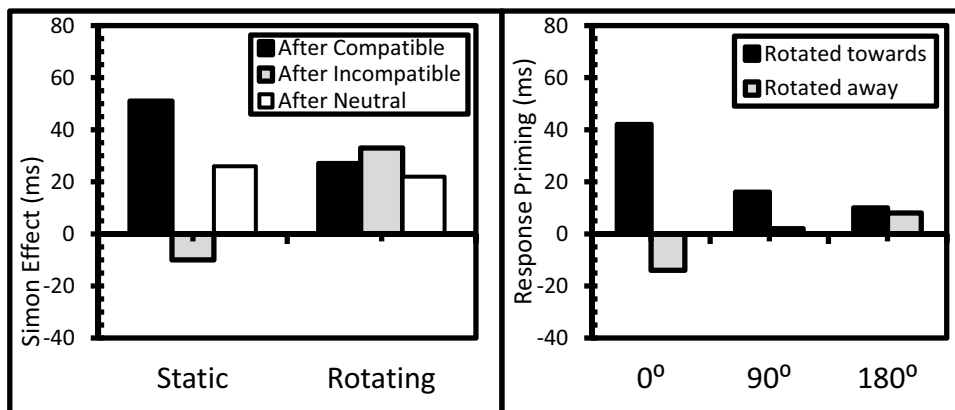 Simon Effect (ms)
80
60
40
20
0
-20
-40
After Compatible
After Incompatible
After Neutral
Static Rotating
Response Priming (ms)
80
60
40
20
0
-20
-40
Rotated towards
Rotated away
0º 90º 180º